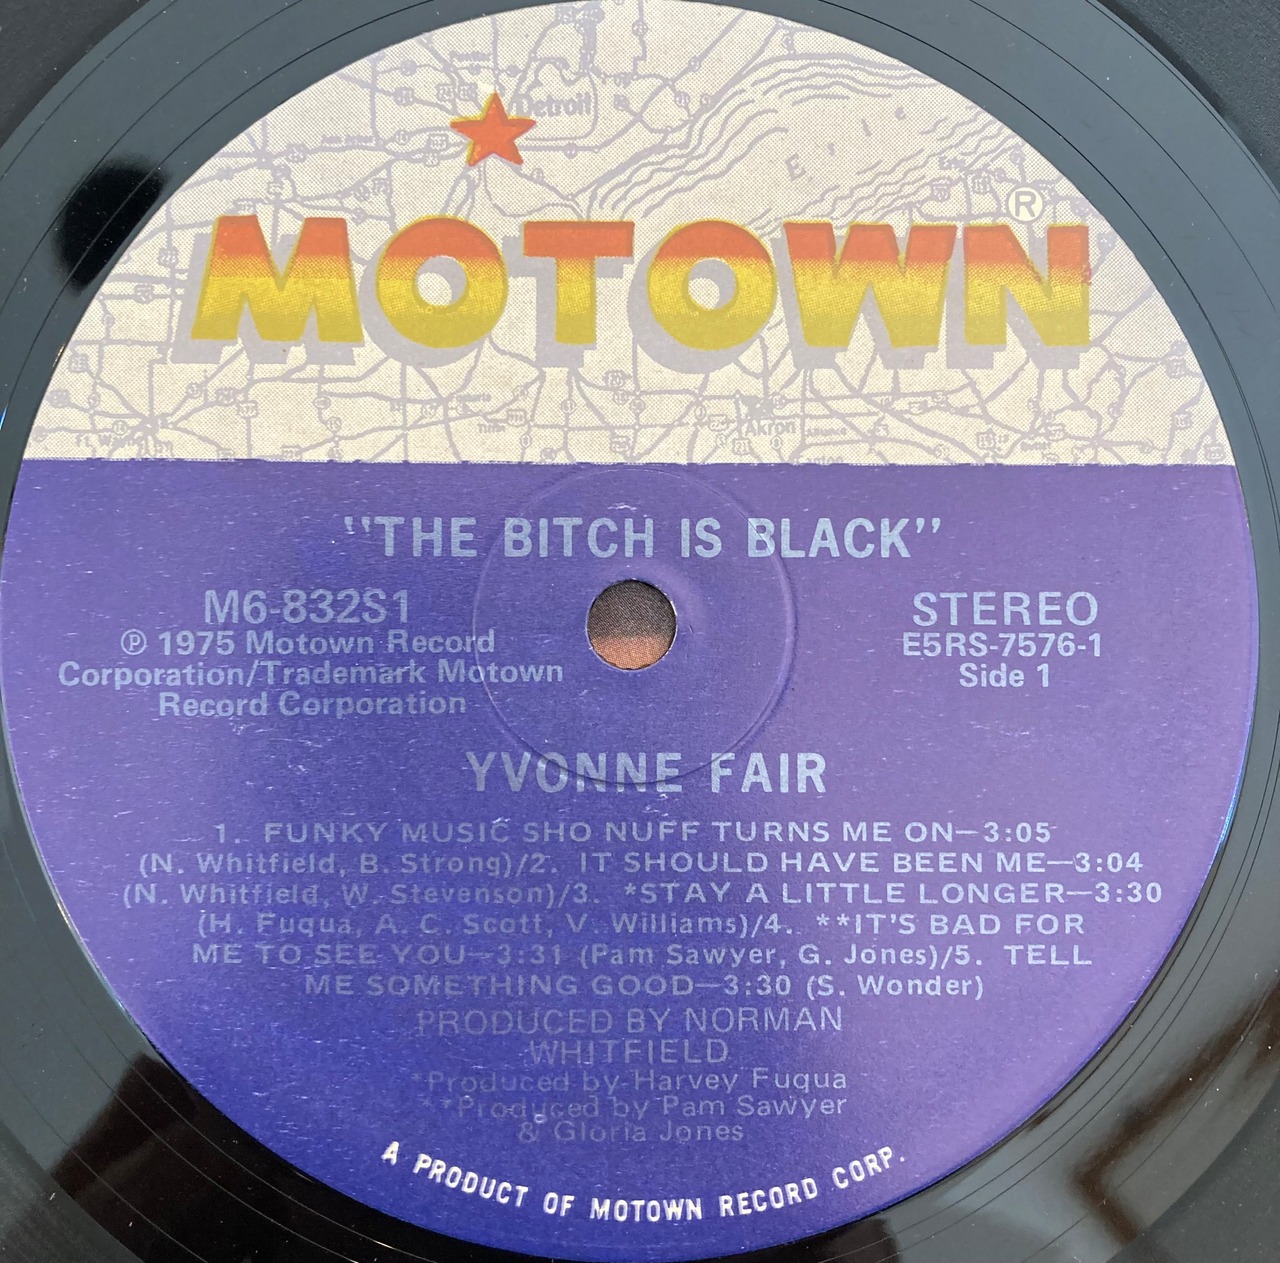 Detroit
Erie
MOTOWN®
Akron
"THE BITCH IS BLACK"
M6-832S1
℗ 1975 Motown Record
Corporation/Trademark Motown
Record Corporation
STEREO
E5RS-7576-1
Side 1
YVONNE FAIR
1. FUNKY MUSIC SHO NUFF TURNS ME ON—3:05
(N. Whitfield, B. Strong)/2. IT SHOULD HAVE BEEN ME—3:04
(N. Whitfield, W. Stevenson)/3. *STAY A LITTLE LONGER—3:30
(H. Fuqua, A. C. Scott, V. Williams)/4. **IT'S BAD FOR
ME TO SEE YOU—3:31 (Pam Sawyer, G. Jones)/5. TELL
ME SOMETHING GOOD—3:30 (S. Wonder)
PRODUCED BY NORMAN
WHITFIELD
*Produced by Harvey Fuqua
**Produced by Pam Sawyer
& Gloria Jones
A PRODUCT OF MOTOWN RECORD CORP.